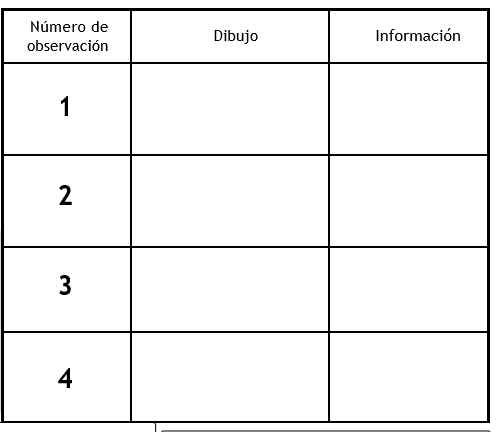 Número de
observación
Dibujo
Información
1
2
3
4